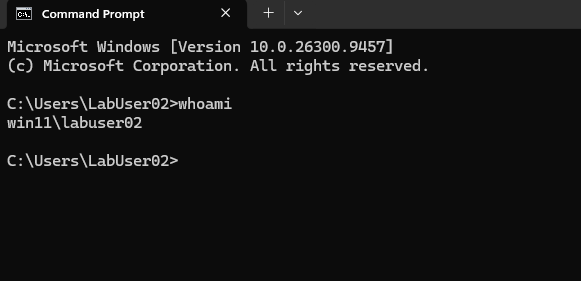 Command Prompt
Microsoft Windows [Version 10.0.26300.9457]
(c) Microsoft Corporation. All rights reserved.
C:\Users\LabUser02>whoami
win11\labuser02
C:\Users\LabUser02>